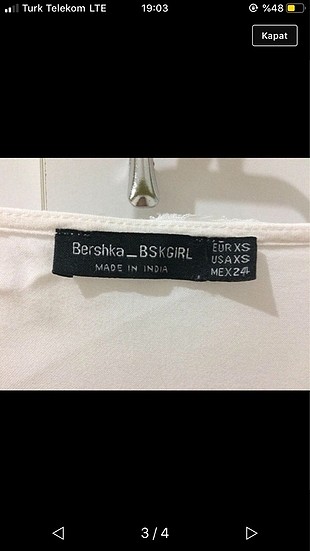 Turk Telekom LTE 19:03 %48
Kapat
Bershka_BSKGIRL
MADE IN INDIA
EUR XS
USA XS
MEX 24
3 / 4